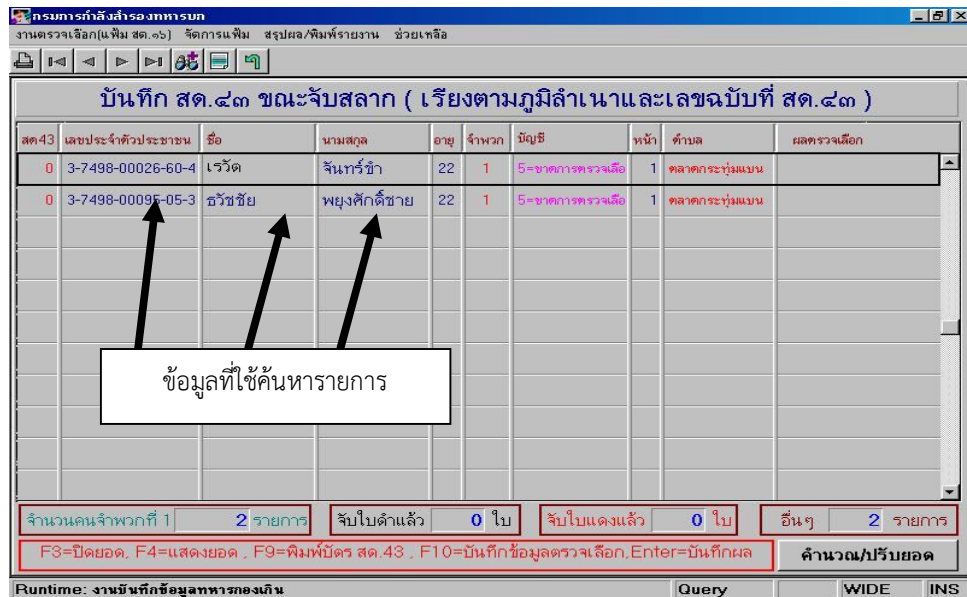 กรมการกำลังสำรองทหารบก
งานตรวจเลือก(แฟ้ม สด.๑๖) จัดการแฟ้ม สรุปผล/พิมพ์รายงาน ช่วยเหลือ
บันทึก สด.๔๓ ขณะจับสลาก ( เรียงตามภูมิลำเนาและเลขฉบับที่ สด.๔๓ )
สด43 เลขประจำตัวประชาชน ชื่อ นามสกุล อายุ จำพวก บัญชี หน้า ตำบล ผลตรวจเลือก
0 3-7498-00026-60-4 เรวัต จันทร์ขำ 22 1 5=ขาดการตรวจเลือ 1 ตลาดกระทุ่มแบน
0 3-7498-00095-05-3 ธวัชชัย พยุงศักดิ์ชาย 22 1 5=ขาดการตรวจเลือ 1 ตลาดกระทุ่มแบน
ข้อมูลที่ใช้ค้นหารายการ
จำนวนคนจำพวกที่ 1 2 รายการ จับใบดำแล้ว 0 ใบ จับใบแดงแล้ว 0 ใบ อื่นๆ 2 รายการ
F3=ปิดยอด, F4=แสดงยอด , F9=พิมพ์บัตร สด.43 , F10=บันทึกข้อมูลตรวจเลือก,Enter=บันทึกผล คำนวณ/ปรับยอด
Runtime: งานบันทึกข้อมูลทหารกองเกิน Query WIDE INS